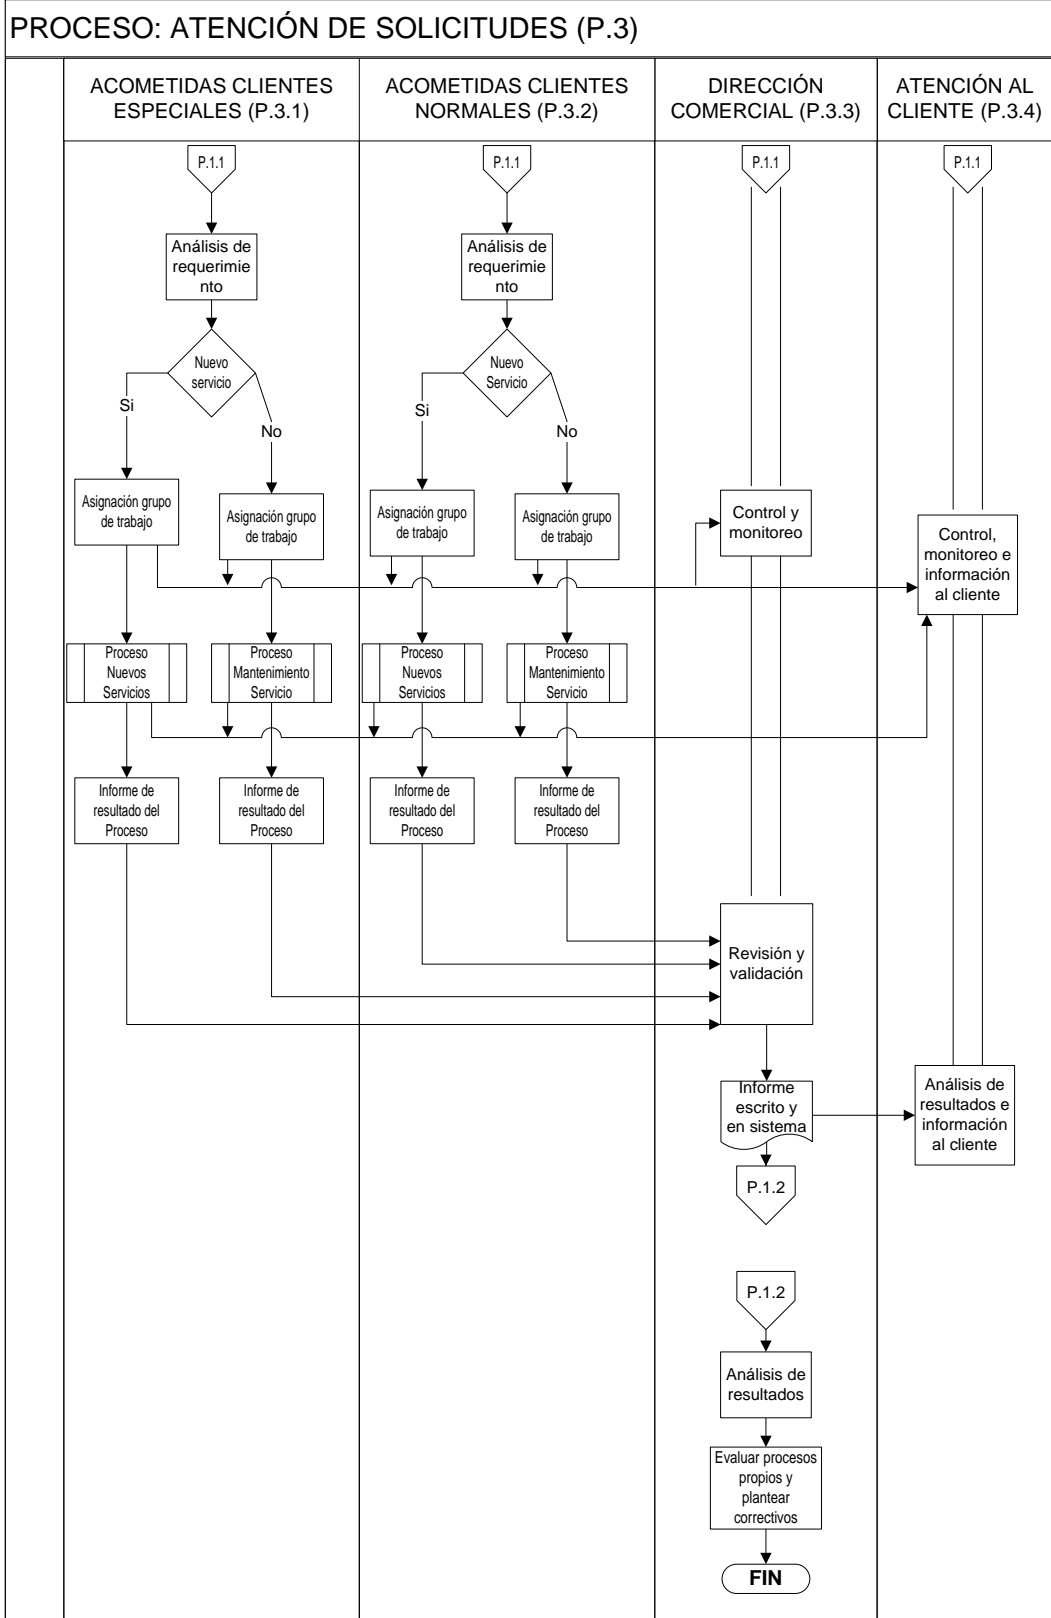 PROCESO: ATENCIÓN DE SOLICITUDES (P.3)
ACOMETIDAS CLIENTES
ESPECIALES (P.3.1)
ACOMETIDAS CLIENTES
NORMALES (P.3.2)
DIRECCIÓN
COMERCIAL (P.3.3)
ATENCIÓN AL
CLIENTE (P.3.4)
P.1.1
P.1.1
P.1.1
P.1.1
Análisis de
requerimie
nto
Análisis de
requerimie
nto
Nuevo
servicio
Nuevo
Servicio
Si
No
Si
No
Asignación grupo
de trabajo
Asignación grupo
de trabajo
Asignación grupo
de trabajo
Asignación grupo
de trabajo
Control y
monitoreo
Control,
monitoreo e
información
al cliente
Proceso
Nuevos
Servicios
Proceso
Mantenimiento
Servicio
Proceso
Nuevos
Servicios
Proceso
Mantenimiento
Servicio
Informe de
resultado del
Proceso
Informe de
resultado del
Proceso
Informe de
resultado del
Proceso
Informe de
resultado del
Proceso
Revisión y
validación
Informe
escrito y
en sistema
Análisis de
resultados e
información
al cliente
P.1.2
P.1.2
Análisis de
resultados
Evaluar procesos
propios y
plantear
correctivos
FIN